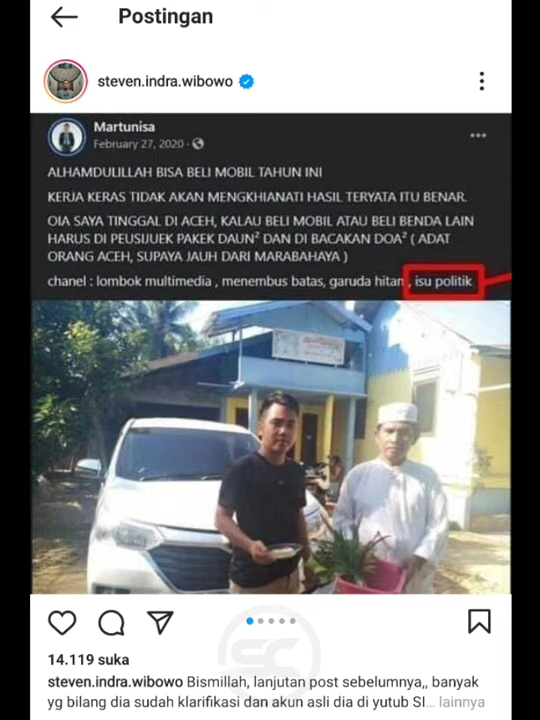 Postingan
steven.indra.wibowo
Martunisa
February 27, 2020 ·
ALHAMDULILLAH BISA BELI MOBIL TAHUN INI
KERJA KERAS TIDAK AKAN MENGKHIANATI HASIL TERYATA ITU BENAR.
OIA SAYA TINGGAL DI ACEH, KALAU BELI MOBIL ATAU BELI BENDA LAIN
HARUS DI PEUSIJUEK PAKEK DAUN² DAN DI BACAKAN DOA² ( ADAT
ORANG ACEH, SUPAYA JAUH DARI MARABAHAYA )
chanel : lombok multimedia , menembus batas, garuda hitam , isu politik
SC
14.119 suka
steven.indra.wibowo Bismillah, lanjutan post sebelumnya,, banyak
yg bilang dia sudah klarifikasi dan akun asli dia di yutub SI... lainnya